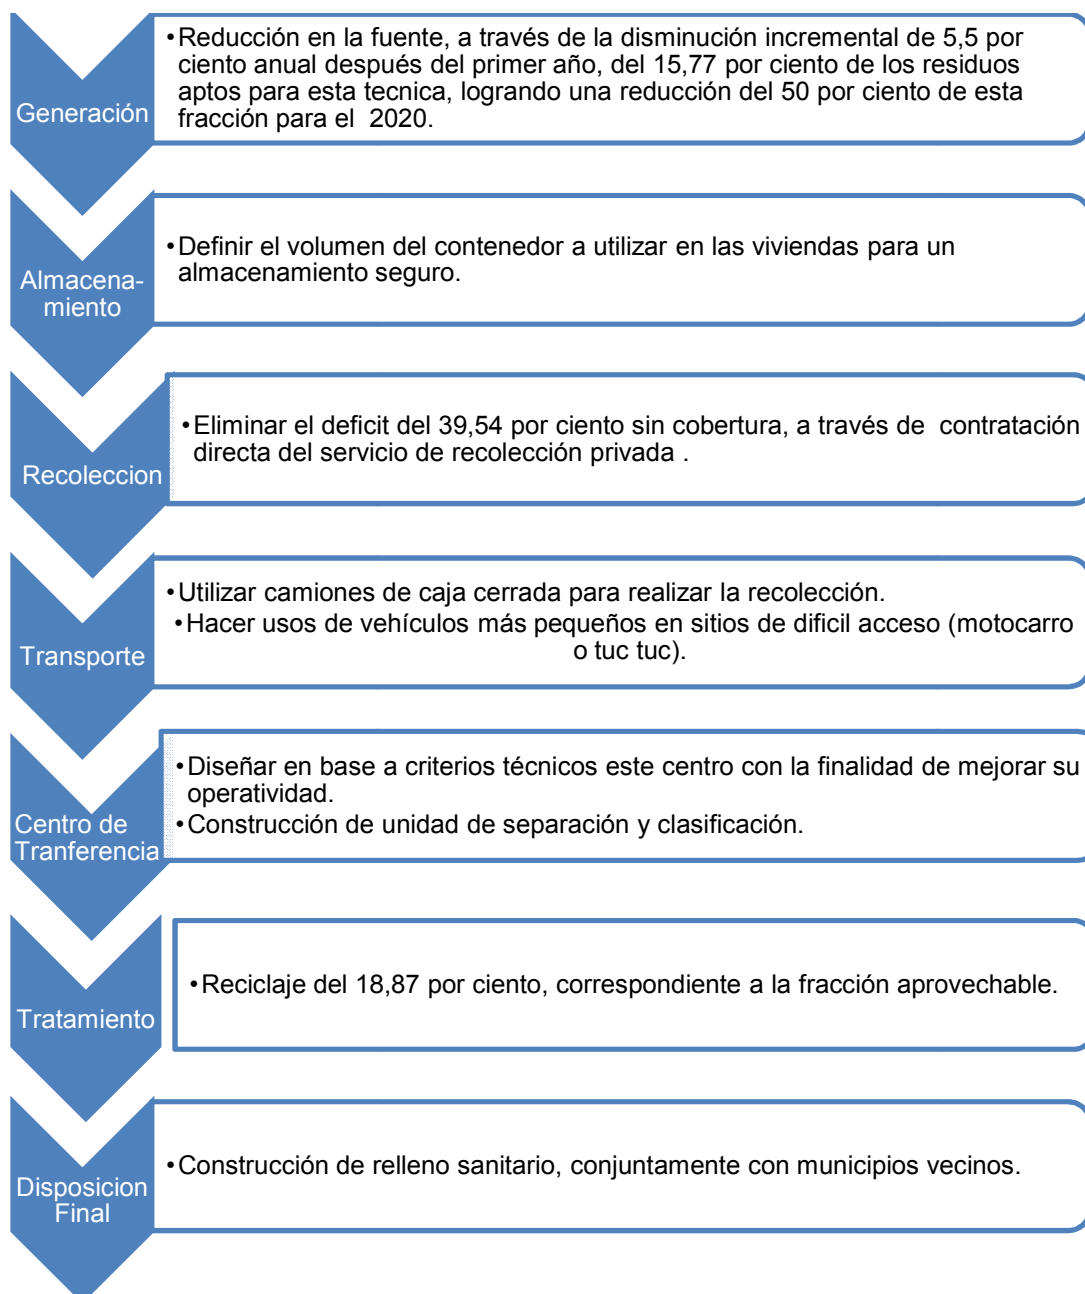 Generación
•Reducción en la fuente, a través de la disminución incremental de 5,5 por
ciento anual después del primer año, del 15,77 por ciento de los residuos
aptos para esta tecnica, logrando una reducción del 50 por ciento de esta
fracción para el 2020.
Almacena-
miento
•Definir el volumen del contenedor a utilizar en las viviendas para un
almacenamiento seguro.
Recoleccion
•Eliminar el deficit del 39,54 por ciento sin cobertura, a través de contratación
directa del servicio de recolección privada .
Transporte
•Utilizar camiones de caja cerrada para realizar la recolección.
•Hacer usos de vehículos más pequeños en sitios de dificil acceso (motocarro
o tuc tuc).
Centro de
Tranferencia
•Diseñar en base a criterios técnicos este centro con la finalidad de mejorar su
operatividad.
•Construcción de unidad de separación y clasificación.
Tratamiento
•Reciclaje del 18,87 por ciento, correspondiente a la fracción aprovechable.
Disposicion
Final
•Construcción de relleno sanitario, conjuntamente con municipios vecinos.